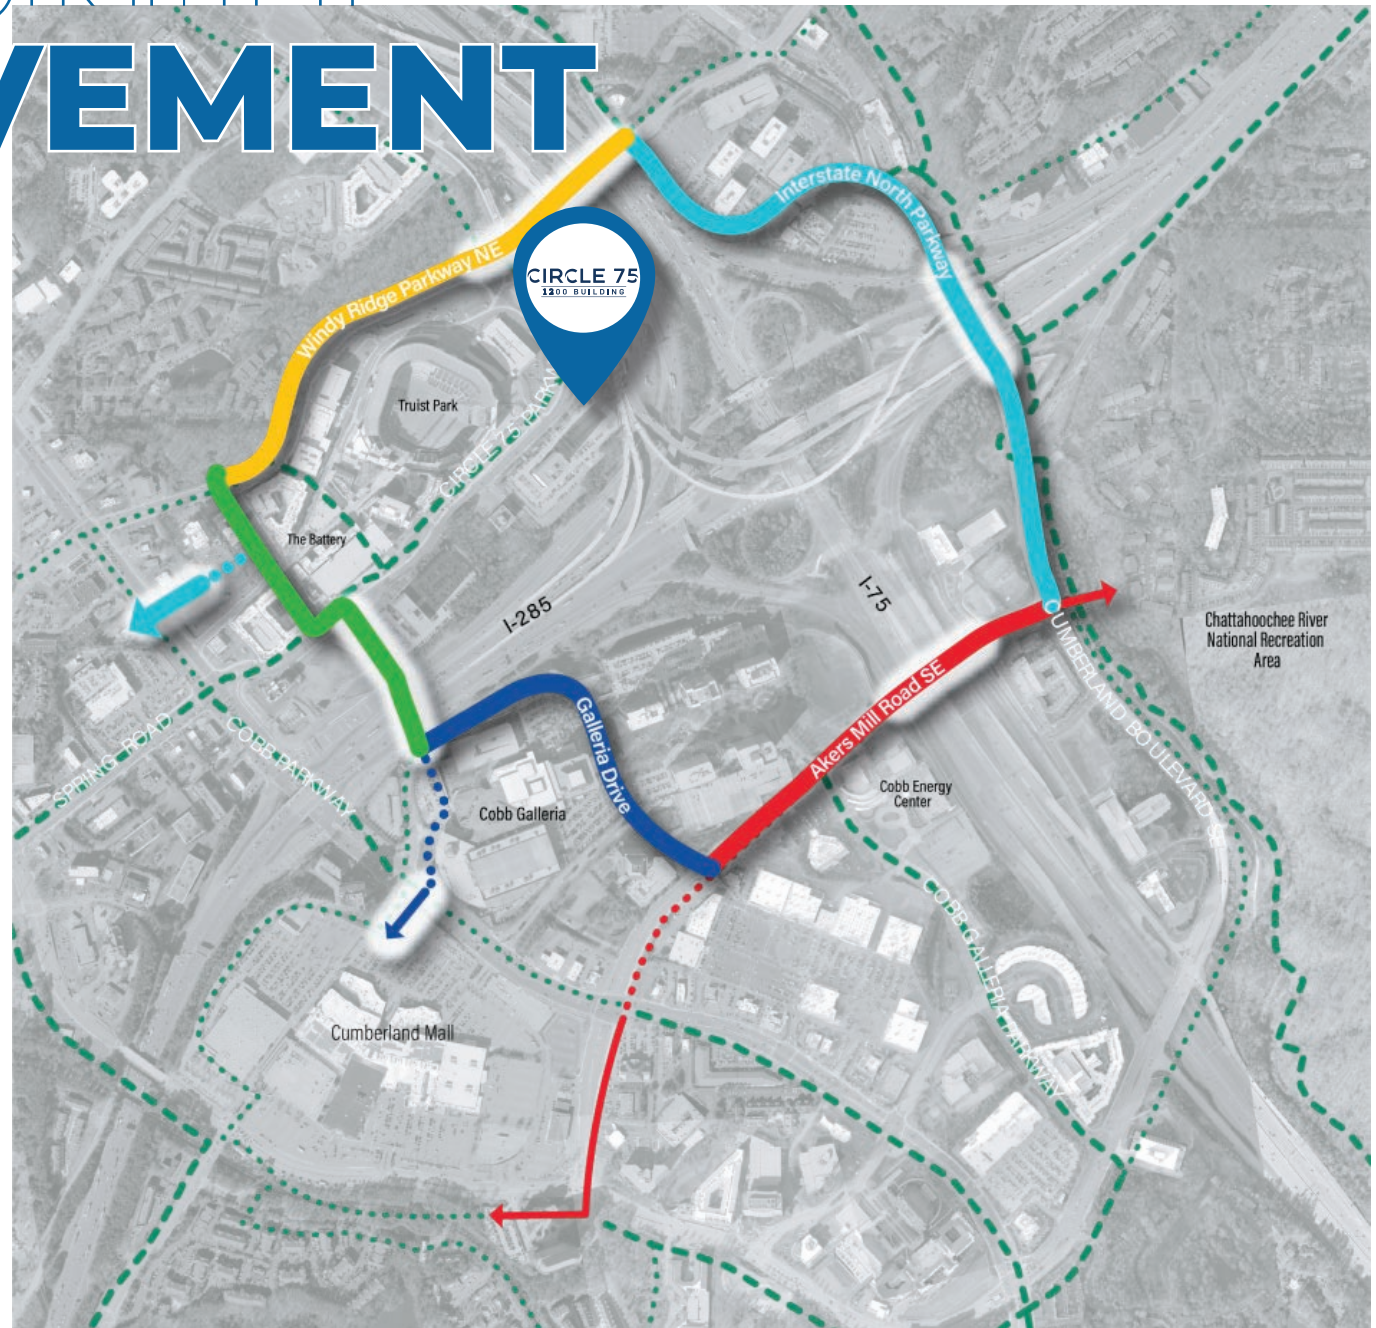 VEMENT
Interstate North Parkway
Windy Ridge Parkway NE
CIRCLE 75
1200 BUILDING
Truist Park
CIRCLE 75
The Battery
I-285
I-75
Chattahoochee River
National Recreation
Area
CUMBERLAND BOULEVARD SE
Akers Mill Road SE
Galleria Drive
SPRING ROAD
COBB PARKWAY
Cobb Energy
Center
Cobb Galleria
COBB GALLERIA PARKWAY
Cumberland Mall